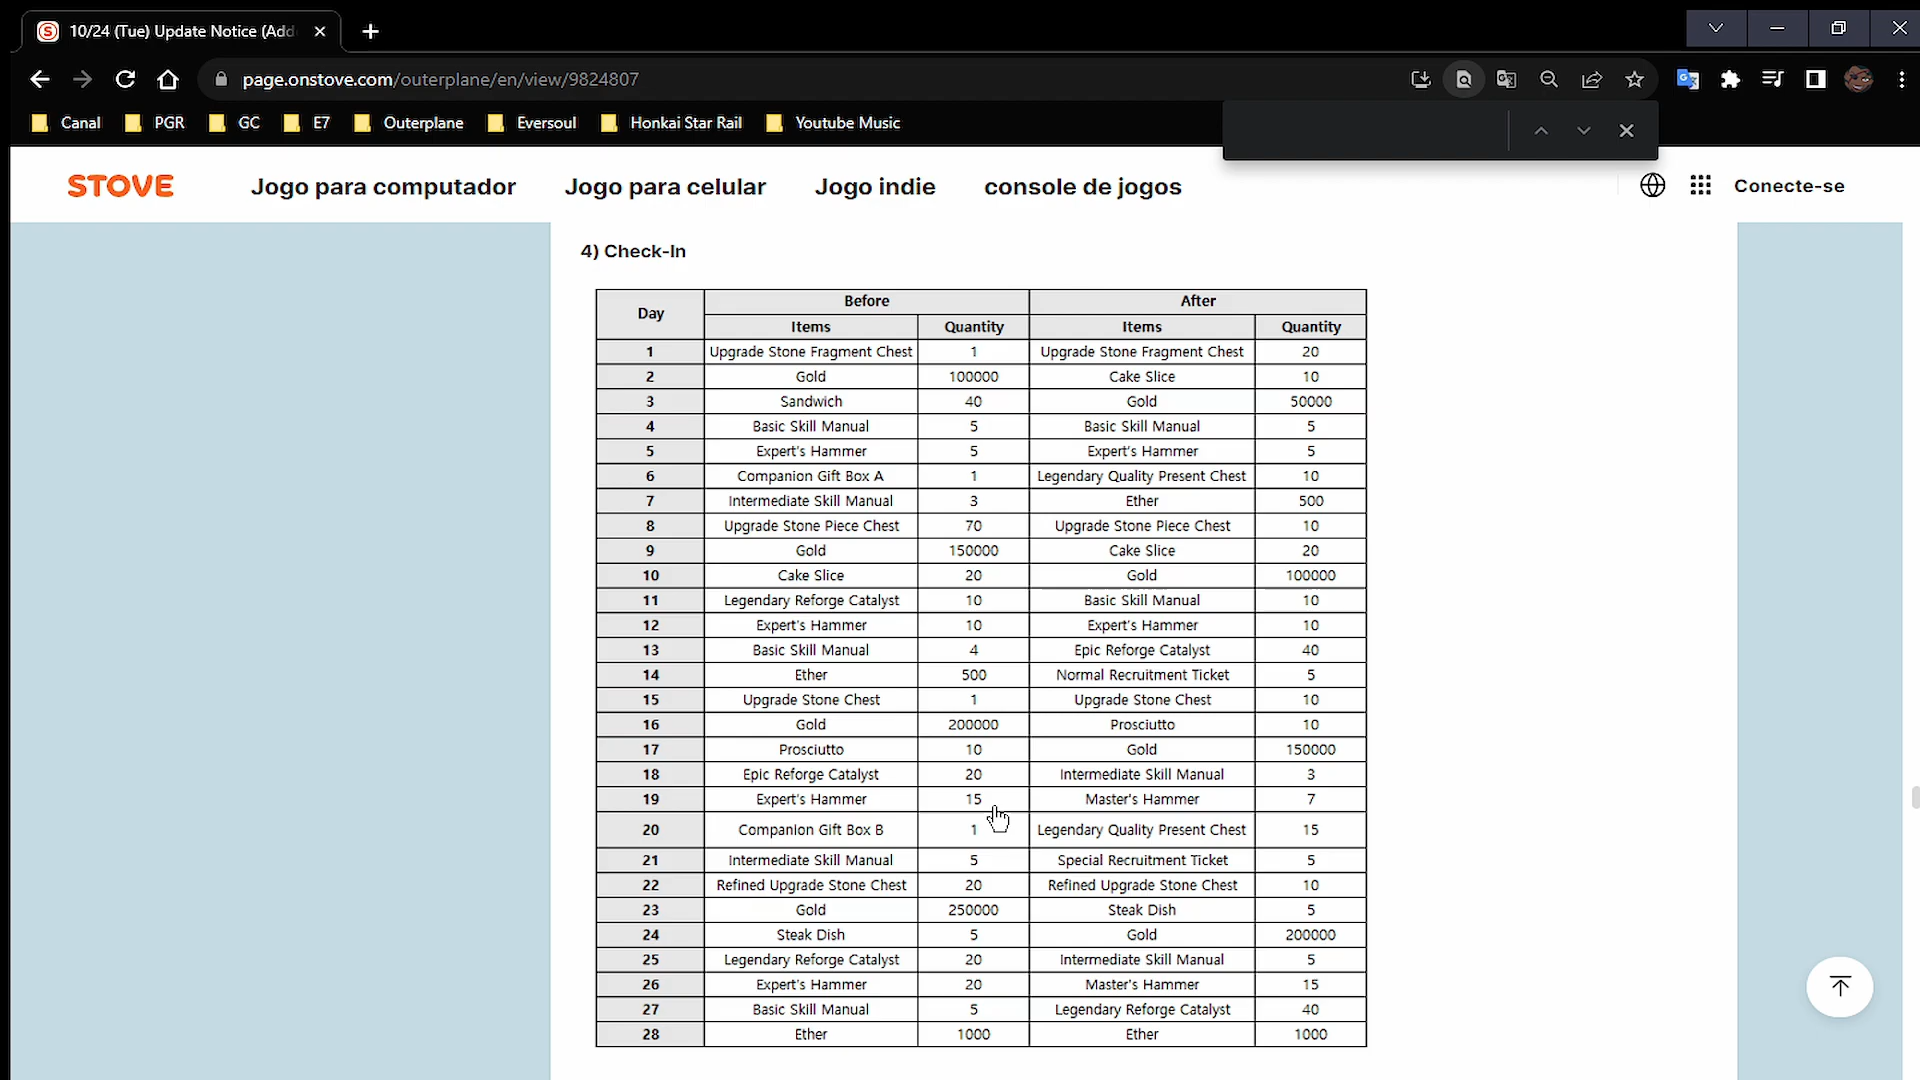 10/24 (Tue) Update Notice (Add
page.onstove.com/outerplane/en/view/9824807
Canal PGR GC E7 Outerplane Eversoul Honkai Star Rail Youtube Music
STOVE Jogo para computador Jogo para celular Jogo indie console de jogos Conecte-se
4) Check-In
Day Before After
Items Quantity Items Quantity
1 Upgrade Stone Fragment Chest 1 Upgrade Stone Fragment Chest 20
2 Gold 100000 Cake Slice 10
3 Sandwich 40 Gold 50000
4 Basic Skill Manual 5 Basic Skill Manual 5
5 Expert's Hammer 5 Expert's Hammer 5
6 Companion Gift Box A 1 Legendary Quality Present Chest 10
7 Intermediate Skill Manual 3 Ether 500
8 Upgrade Stone Piece Chest 70 Upgrade Stone Piece Chest 10
9 Gold 150000 Cake Slice 20
10 Cake Slice 20 Gold 100000
11 Legendary Reforge Catalyst 10 Basic Skill Manual 10
12 Expert's Hammer 10 Expert's Hammer 10
13 Basic Skill Manual 4 Epic Reforge Catalyst 40
14 Ether 500 Normal Recruitment Ticket 5
15 Upgrade Stone Chest 1 Upgrade Stone Chest 10
16 Gold 200000 Prosciutto 10
17 Prosciutto 10 Gold 150000
18 Epic Reforge Catalyst 20 Intermediate Skill Manual 3
19 Expert's Hammer 15 Master's Hammer 7
20 Companion Gift Box B 1 Legendary Quality Present Chest 15
21 Intermediate Skill Manual 5 Special Recruitment Ticket 5
22 Refined Upgrade Stone Chest 20 Refined Upgrade Stone Chest 10
23 Gold 250000 Steak Dish 5
24 Steak Dish 5 Gold 200000
25 Legendary Reforge Catalyst 20 Intermediate Skill Manual 5
26 Expert's Hammer 20 Master's Hammer 15
27 Basic Skill Manual 5 Legendary Reforge Catalyst 40
28 Ether 1000 Ether 1000